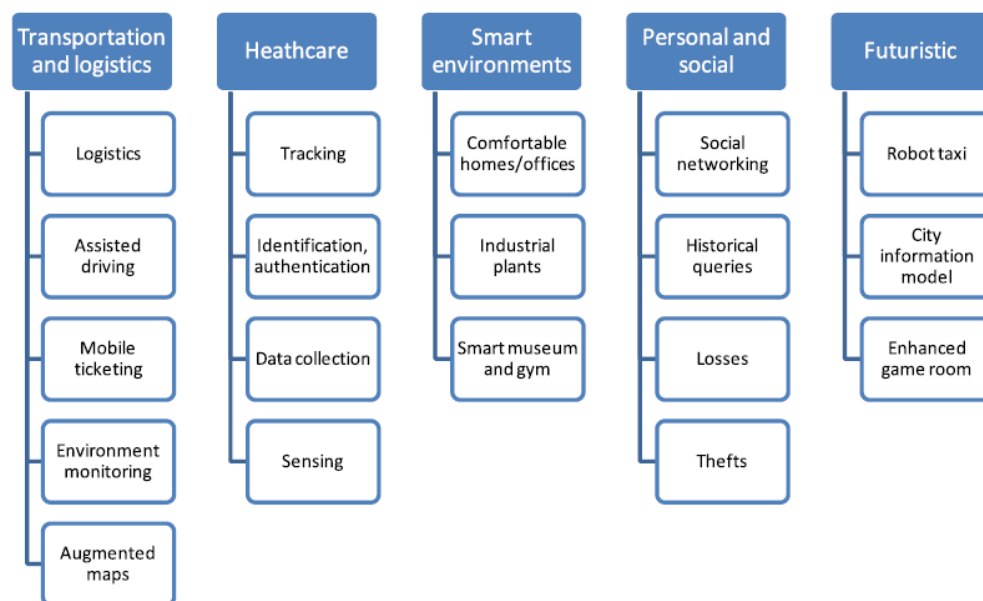 Transportation
and logistics
Logistics
Assisted
driving
Mobile
ticketing
Environment
monitoring
Augmented
maps
Heathcare
Tracking
Identification,
authentication
Data collection
Sensing
Smart
environments
Comfortable
homes/offices
Industrial
plants
Smart museum
and gym
Personal and
social
Social
networking
Historical
queries
Losses
Thefts
Futuristic
Robot taxi
City
information
model
Enhanced
game room